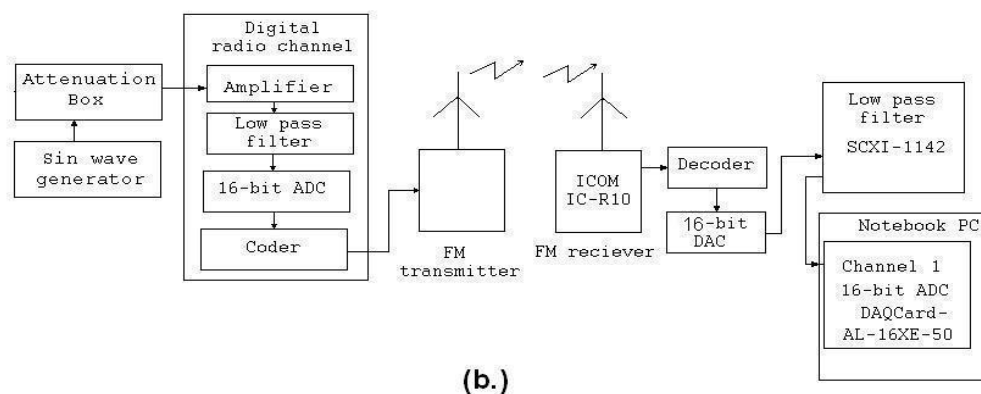 Digital
radio channel
Attenuation
Box
Sin wave
generator
Amplifier
Low pass
filter
16-bit ADC
Coder
FM
transmitter
ICOM
IC-R10
FM reciever
Decoder
16-bit
DAC
Low pass
filter
SCXI-1142
Notebook PC
Channel 1
16-bit ADC
DAQCard-
AL-16XE-50
(b.)